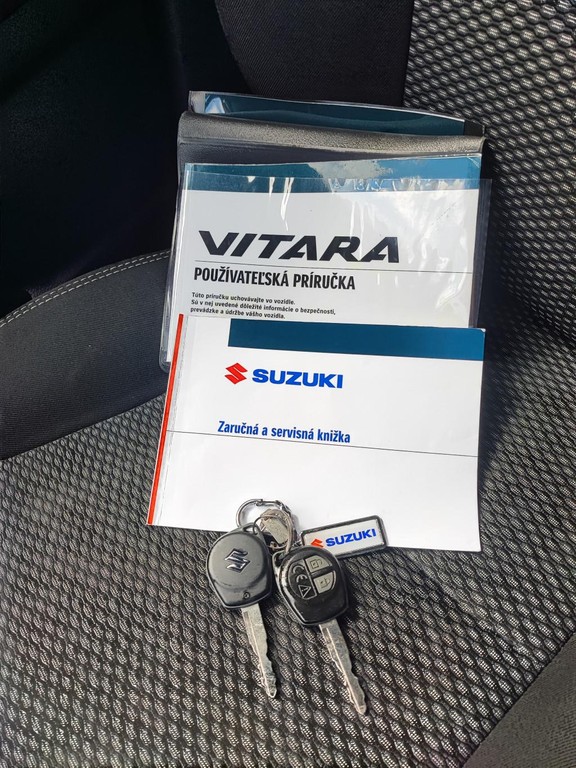 VITARA
POUŽÍVATEĽSKÁ PRÍRUČKA
Túto príručku uchovávajte vo vozidle.
Sú v nej uvedené dôležité informácie o bezpečnosti,
prevádzke a údržbe vášho vozidla.
SUZUKI
Zaručná a servisná knižka
SUZUKI
CE